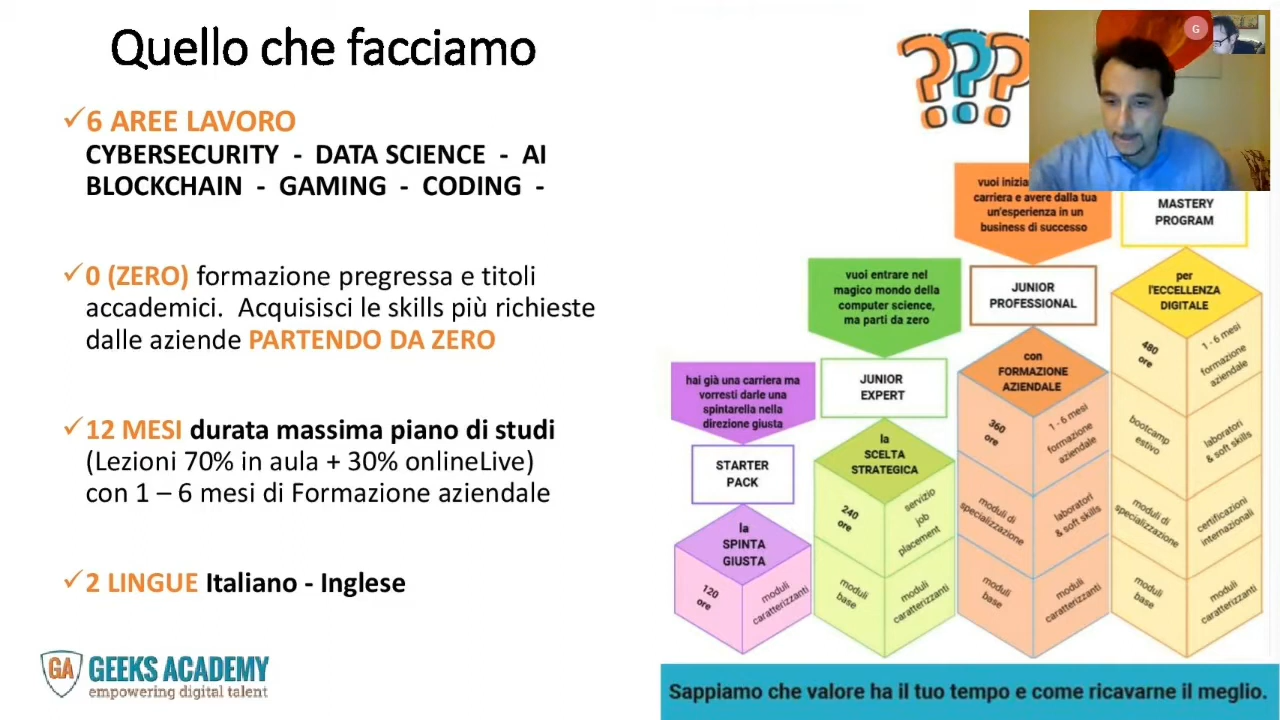 Quello che facciamo
✓6 AREE LAVORO
CYBERSECURITY - DATA SCIENCE - AI
BLOCKCHAIN - GAMING - CODING -
✓0 (ZERO) formazione pregressa e titoli
accademici. Acquisisci le skills più richieste
dalle aziende PARTENDO DA ZERO
✓12 MESI durata massima piano di studi
(Lezioni 70% in aula + 30% onlineLive)
con 1 – 6 mesi di Formazione aziendale
✓2 LINGUE Italiano - Inglese
GA GEEKS ACADEMY
empowering digital talent
???
G
hai già una carriera ma
vorresti darle una
spintarella nella
direzione giusta
STARTER
PACK
la
SPINTA
GIUSTA
120
ore
moduli
caratterizzanti
vuoi entrare nel
magico mondo della
computer science,
ma parti da zero
JUNIOR
EXPERT
la
SCELTA
STRATEGICA
240
ore
servizio
job
placement
moduli
base
moduli
caratterizzanti
vuoi
carriera e avere dalla tua
un'esperienza in un
business di successo
JUNIOR
PROFESSIONAL
con
FORMAZIONE
AZIENDALE
360
ore
1 - 6 mesi
formazione
aziendale
moduli di
specializzazione
laboratori
& soft skills
moduli
base
moduli
caratterizzanti
MASTERY
PROGRAM
per
l'ECCELLENZA
DIGITALE
480
ore
1 - 6 mesi
formazione
aziendale
bootcamp
estivo
laboratori
& soft skills
moduli di
specializzazione
certificazioni
internazionali
moduli
base
moduli
caratterizzanti
Sappiamo che valore ha il tuo tempo e come ricavarne il meglio.